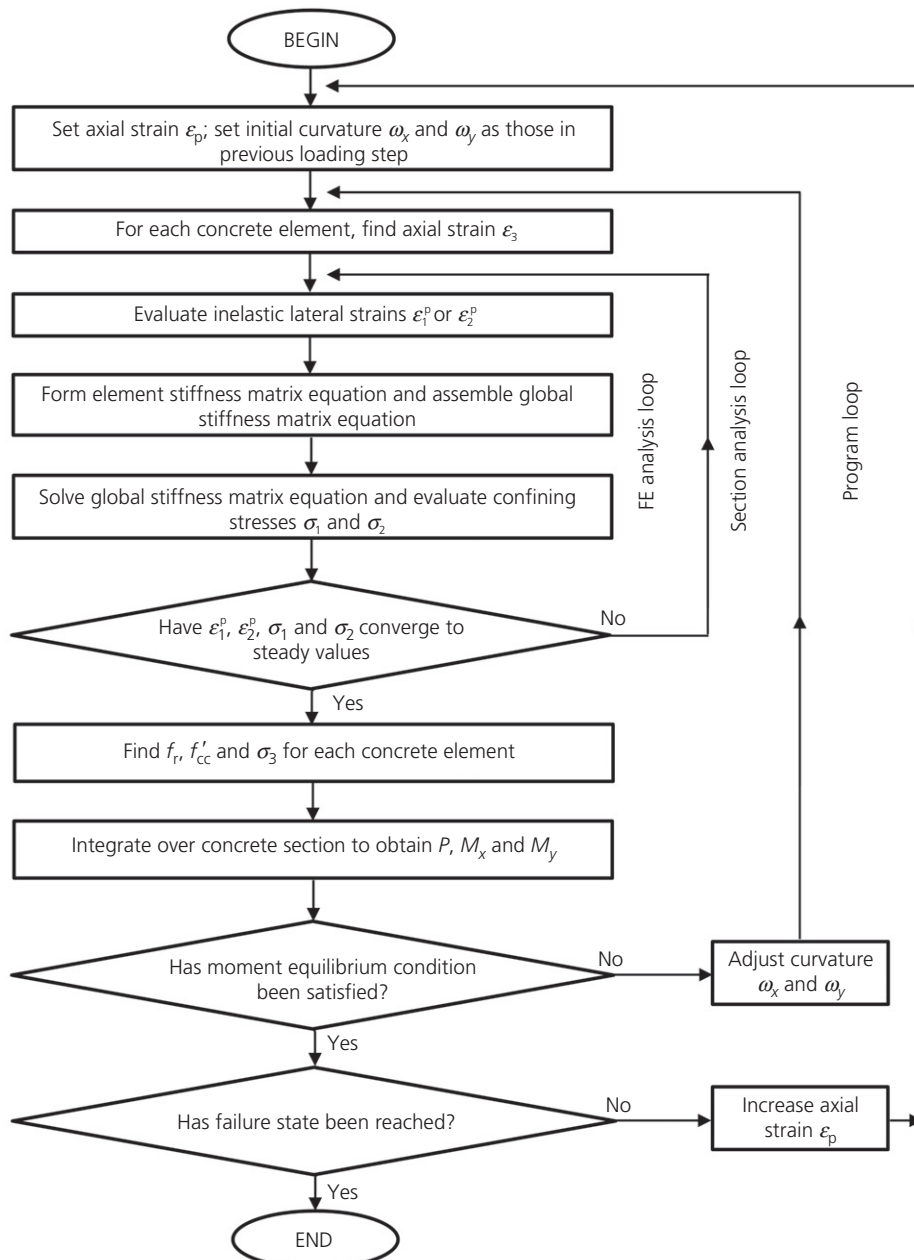 BEGIN
Set axial strain εp; set initial curvature ωx and ωy as those in
previous loading step
For each concrete element, find axial strain ε3
Evaluate inelastic lateral strains ε1^p or ε2^p
Form element stiffness matrix equation and assemble global
stiffness matrix equation
Solve global stiffness matrix equation and evaluate confining
stresses σ1 and σ2
Have ε1^p, ε2^p, σ1 and σ2 converge to
steady values
No
Yes
FE analysis loop
Section analysis loop
Program loop
Find fr, f′cc and σ3 for each concrete element
Integrate over concrete section to obtain P, Mx and My
Has moment equilibrium condition
been satisfied?
No
Adjust curvature
ωx and ωy
Yes
Has failure state been reached?
No
Increase axial
strain εp
Yes
END